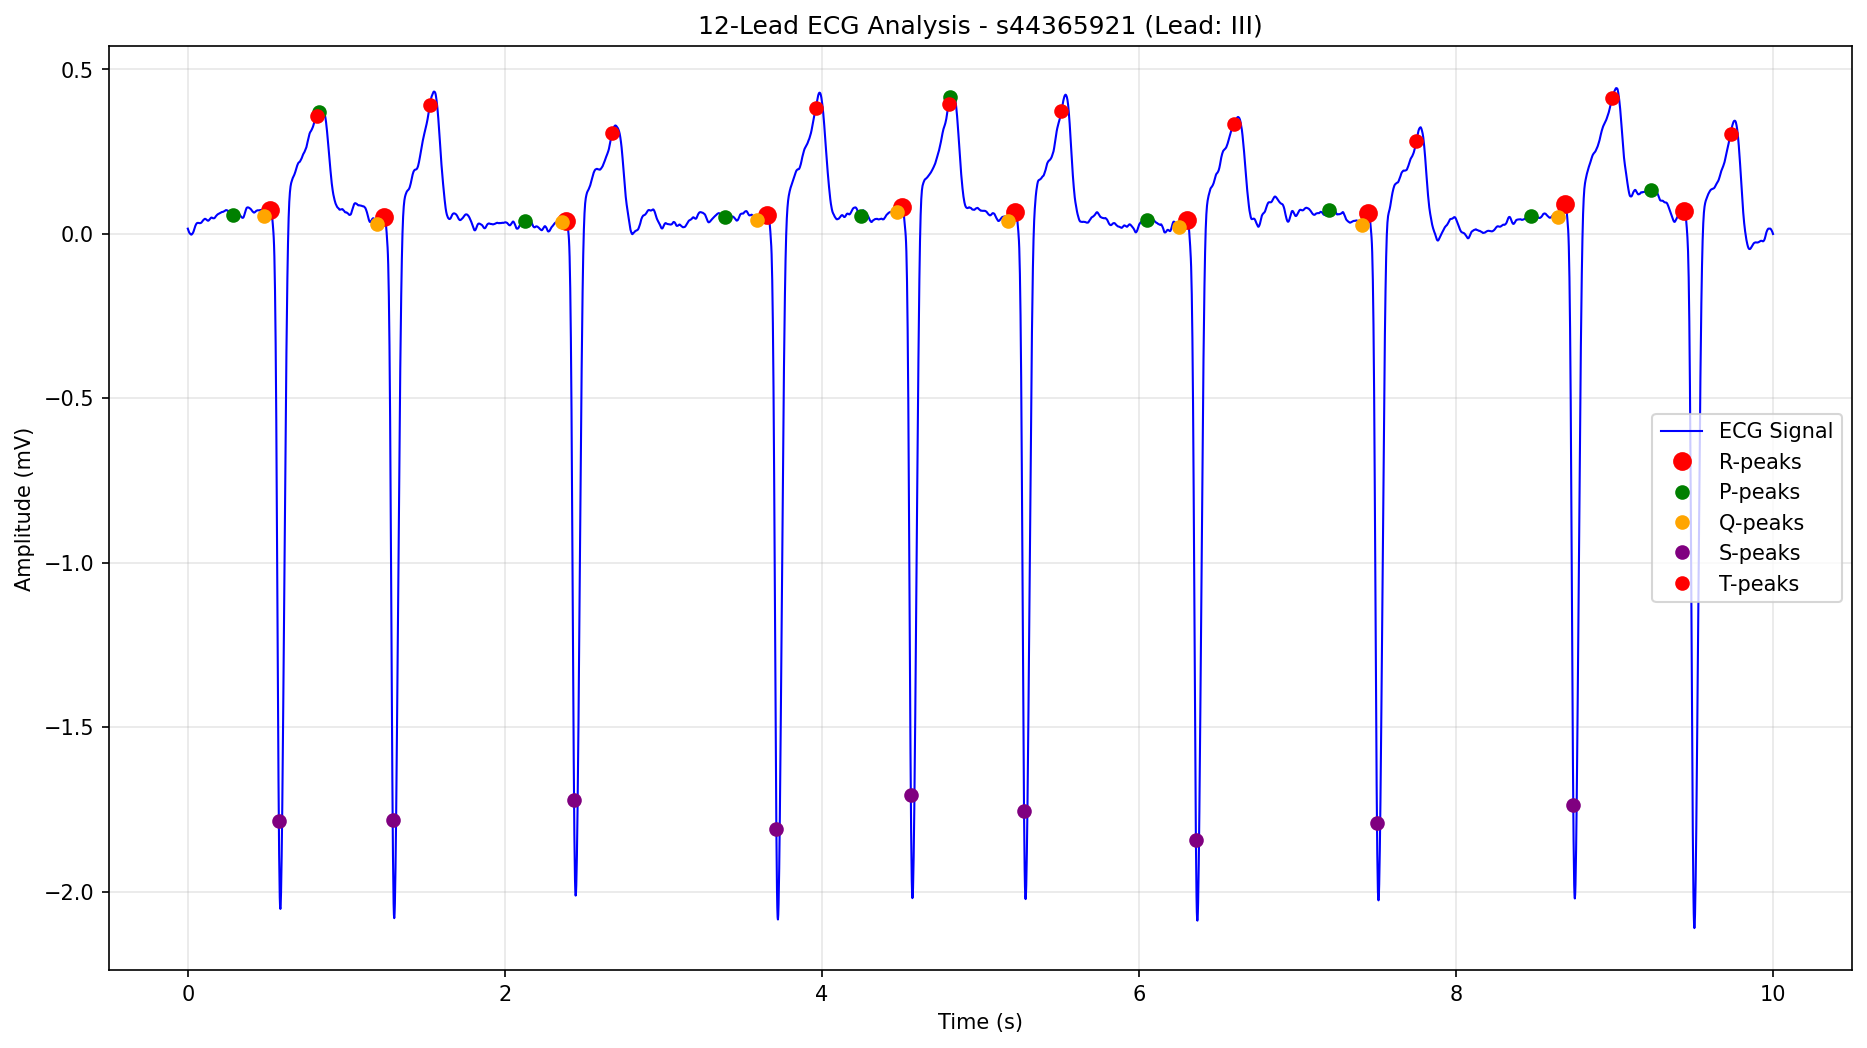 12-Lead ECG Analysis - s44365921 (Lead: III)
0.5
0.0
−0.5
−1.0
−1.5
−2.0
Amplitude (mV)
ECG Signal
R-peaks
P-peaks
Q-peaks
S-peaks
T-peaks
0 2 4 6 8 10
Time (s)